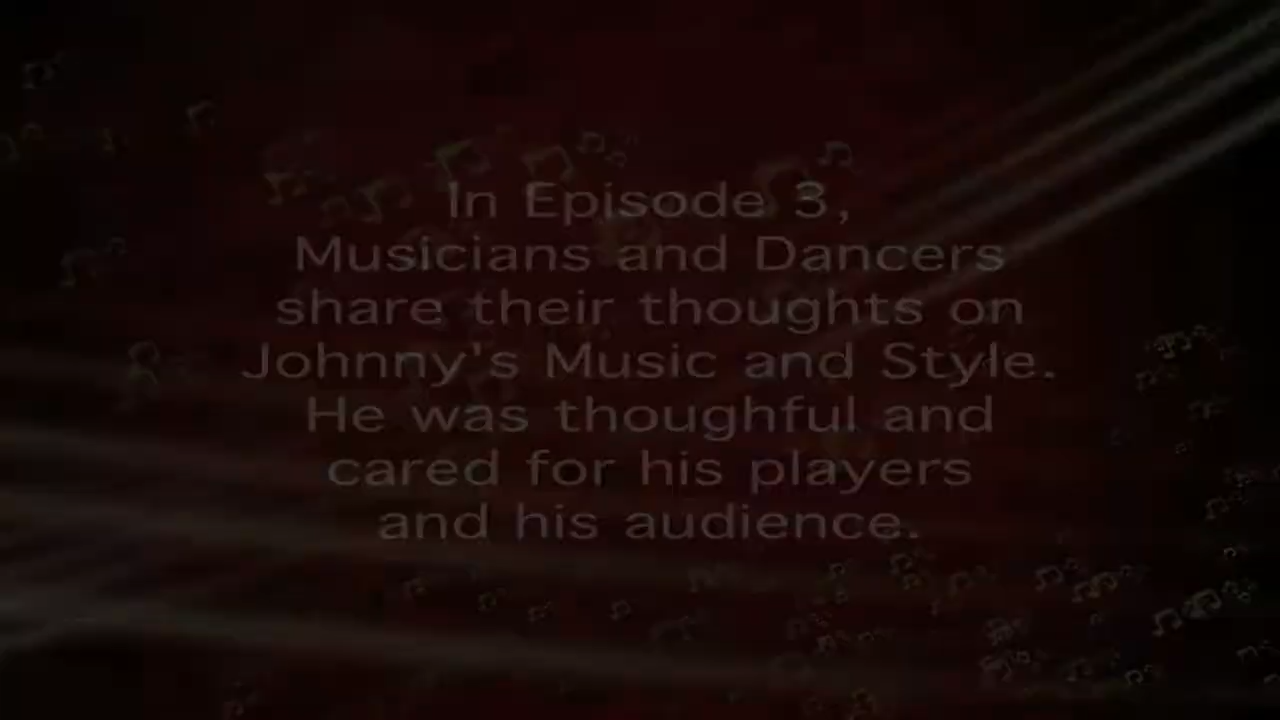 In Episode 3,
Musicians and Dancers
share their thoughts on
Johnny's Music and Style.
He was thoughful and
cared for his players
and his audience.